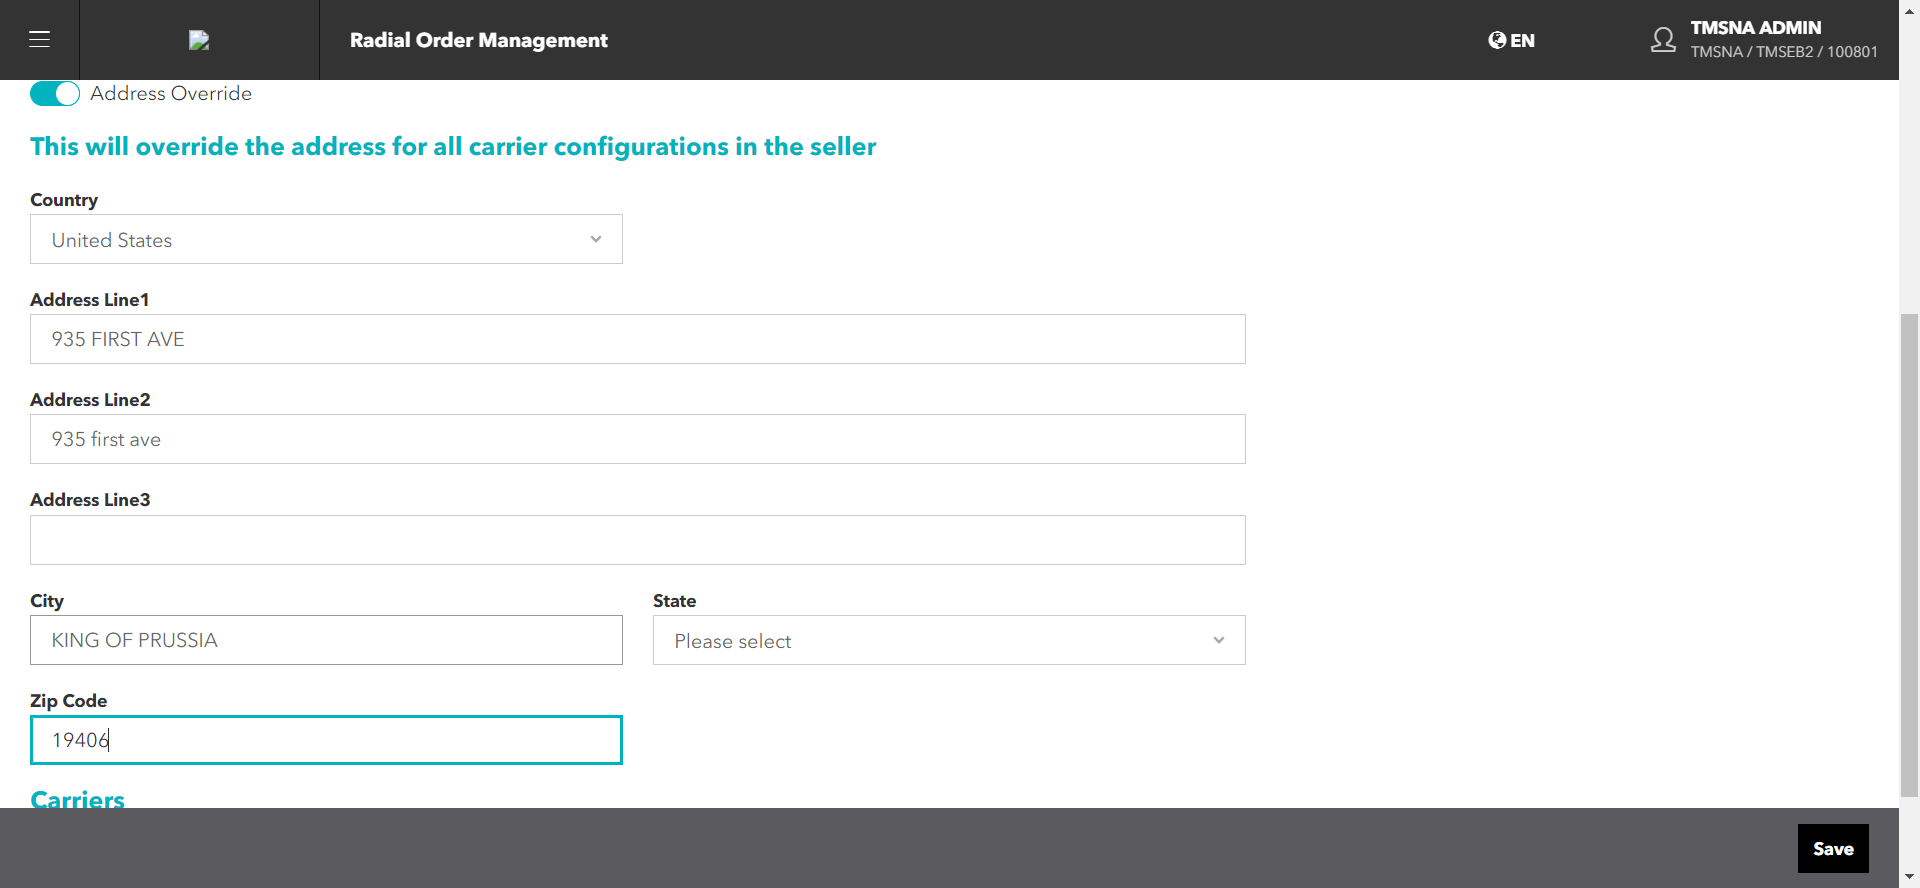 Radial Order Management
EN
TMSNA ADMIN
TMSNA / TMSEB2 / 100801
Address Override
This will override the address for all carrier configurations in the seller
Country
United States
Address Line1
935 FIRST AVE
Address Line2
935 first ave
Address Line3
City
State
KING OF PRUSSIA
Please select
Zip Code
19406
Carriers
Save